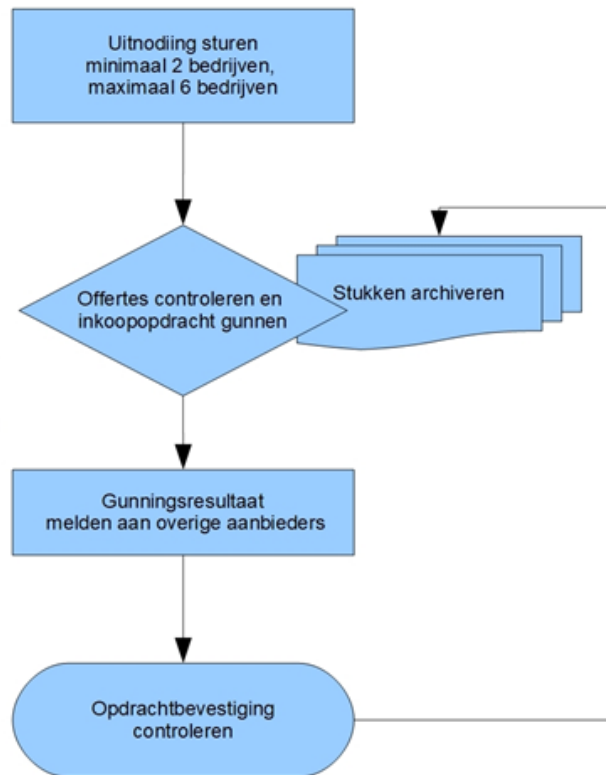 Uitnodiing sturen
minimaal 2 bedrijven,
maximaal 6 bedrijven
Offertes controleren en
inkoopopdracht gunnen
Stukken archiveren
Gunningsresultaat
melden aan overige aanbieders
Opdrachtbevestiging
controleren